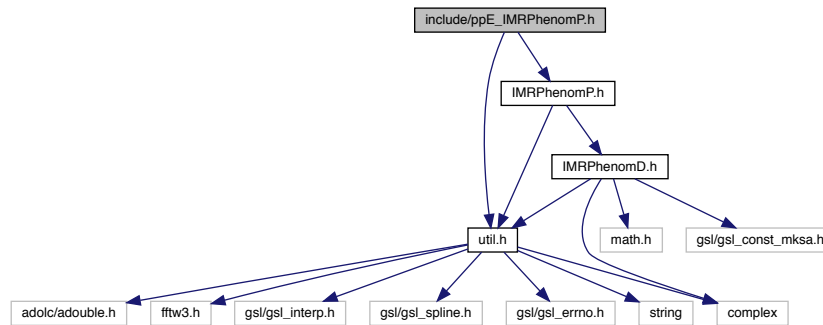 include/ppE_IMRPhenomP.h
IMRPhenomP.h
IMRPhenomD.h
util.h
math.h
gsl/gsl_const_mksa.h
adolc/adouble.h
fftw3.h
gsl/gsl_interp.h
gsl/gsl_spline.h
gsl/gsl_errno.h
string
complex